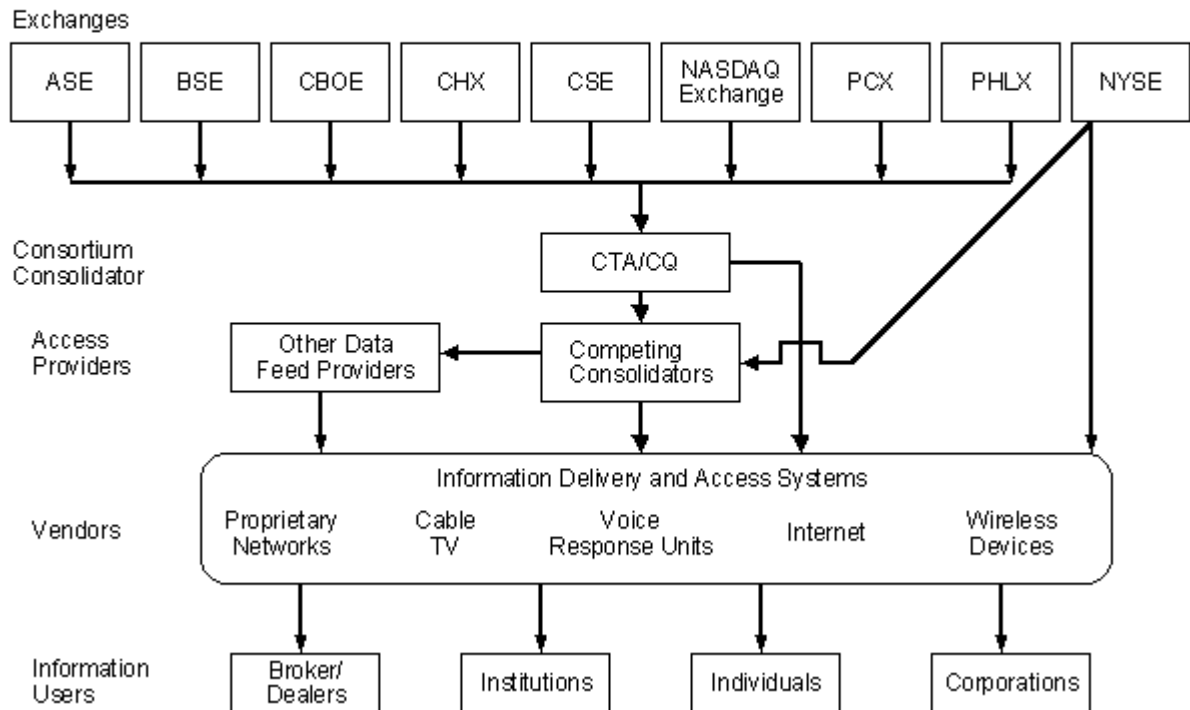 Exchanges
ASE
BSE
CBOE
CHX
CSE
NASDAQ
Exchange
PCX
PHLX
NYSE
Consortium
Consolidator
CTA/CQ
Access
Providers
Other Data
Feed Providers
Competing
Consolidators
Information Delivery and Access Systems
Vendors
Proprietary
Networks
Cable
TV
Voice
Response Units
Internet
Wireless
Devices
Information
Users
Broker/
Dealers
Institutions
Individuals
Corporations